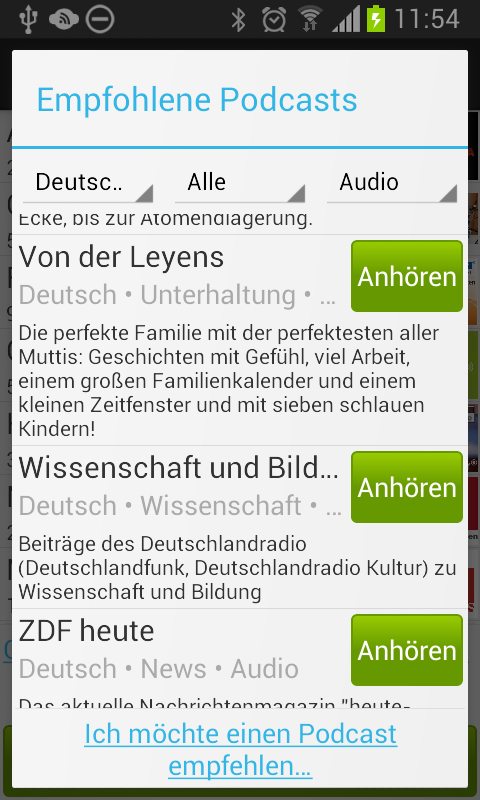 11:54
Empfohlene Podcasts
Deutsc..
Alle
Audio
Ecke, bis zur Atomendlagerung.
Von der Leyens
Anhören
Deutsch • Unterhaltung • ...
Die perfekte Familie mit der perfektesten aller
Muttis: Geschichten mit Gefühl, viel Arbeit,
einem großen Familienkalender und einem
kleinen Zeitfenster und mit sieben schlauen
Kindern!
Wissenschaft und Bild...
Anhören
Deutsch • Wissenschaft • ...
Beiträge des Deutschlandradio
(Deutschlandfunk, Deutschlandradio Kultur) zu
Wissenschaft und Bildung
ZDF heute
Anhören
Deutsch • News • Audio
Das aktuelle Nachrichtenmagazin "heute-
Ich möchte einen Podcast
empfehlen...